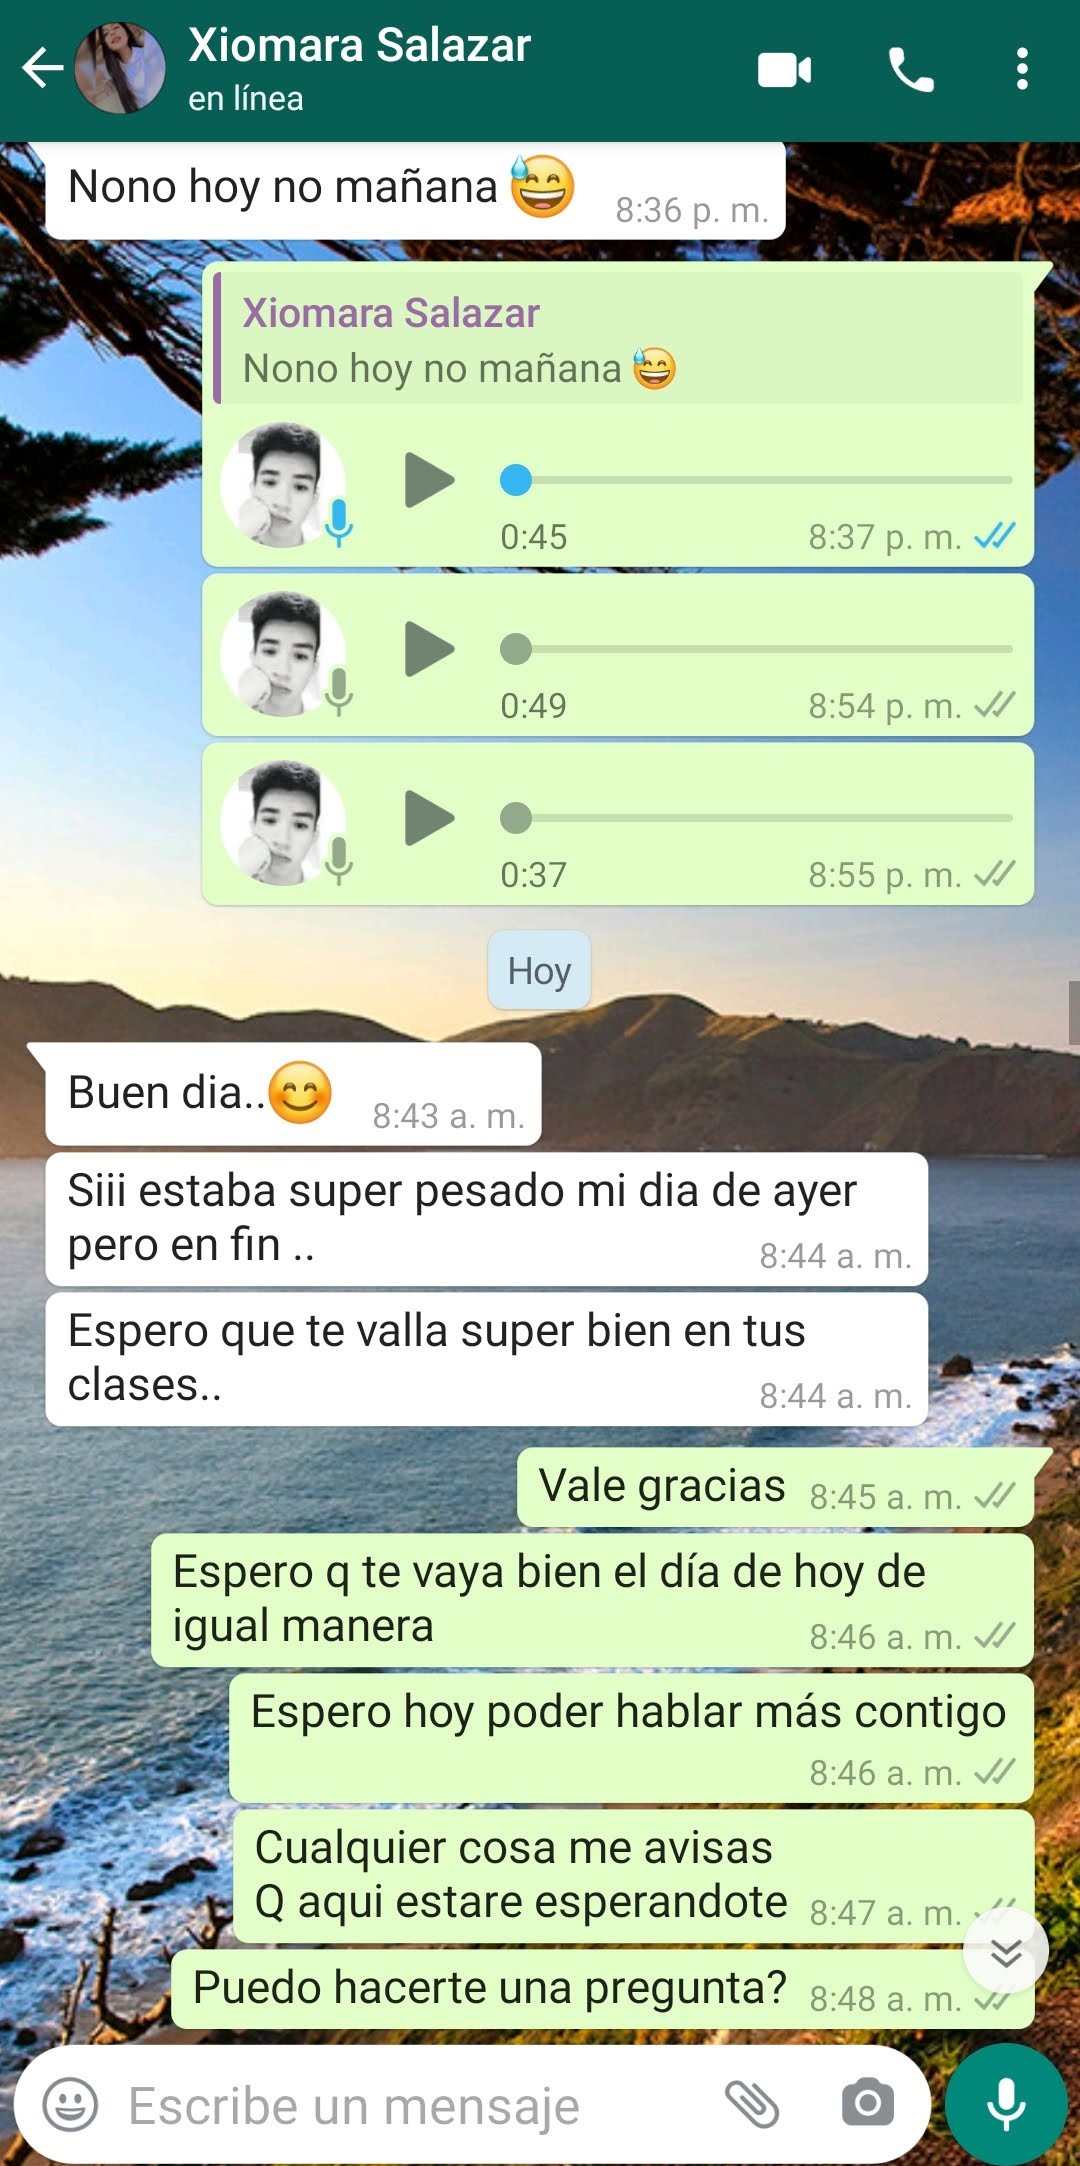 Xiomara Salazar
en línea
Nono hoy no mañana 😅
8:36 p. m.
Xiomara Salazar
Nono hoy no mañana 😅
0:45
8:37 p. m.
0:49
8:54 p. m.
0:37
8:55 p. m.
Hoy
Buen dia..😊
8:43 a. m.
Siii estaba super pesado mi dia de ayer
pero en fin ..
8:44 a. m.
Espero que te valla super bien en tus
clases..
8:44 a. m.
Vale gracias
8:45 a. m.
Espero q te vaya bien el día de hoy de
igual manera
8:46 a. m.
Espero hoy poder hablar más contigo
8:46 a. m.
Cualquier cosa me avisas
Q aqui estare esperandote
8:47 a. m.
Puedo hacerte una pregunta?
8:48 a. m.
Escribe un mensaje